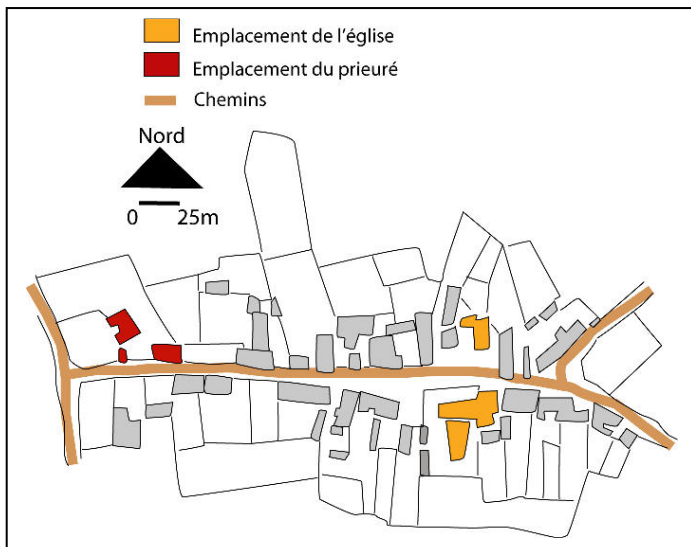 Emplacement de l'église
Emplacement du prieuré
Chemins
Nord
0 25m